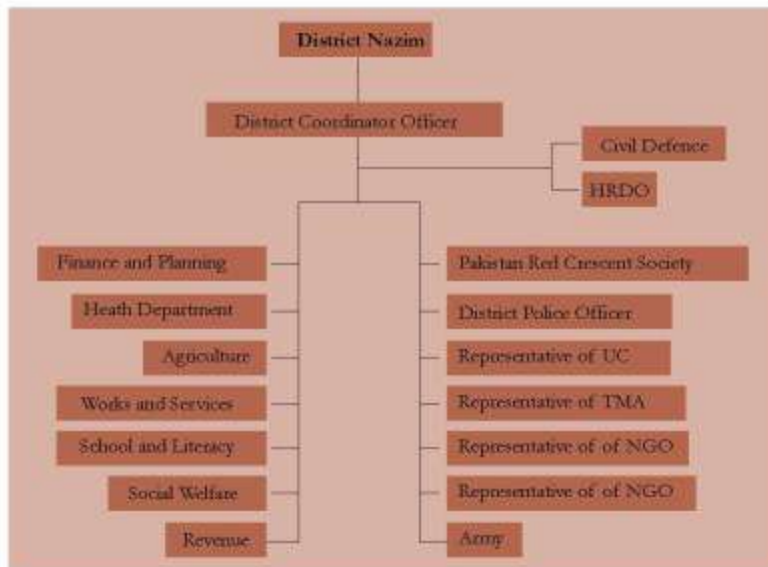 District Nazim
District Coordinator Officer
Civil Defence
HRDO
Finance and Planning
Heath Department
Agriculture
Works and Services
School and Literacy
Social Welfare
Revenue
Pakistan Red Crescent Society
District Police Officer
Representative of UC
Representative of TMA
Representative of of NGO
Representative of of NGO
Army